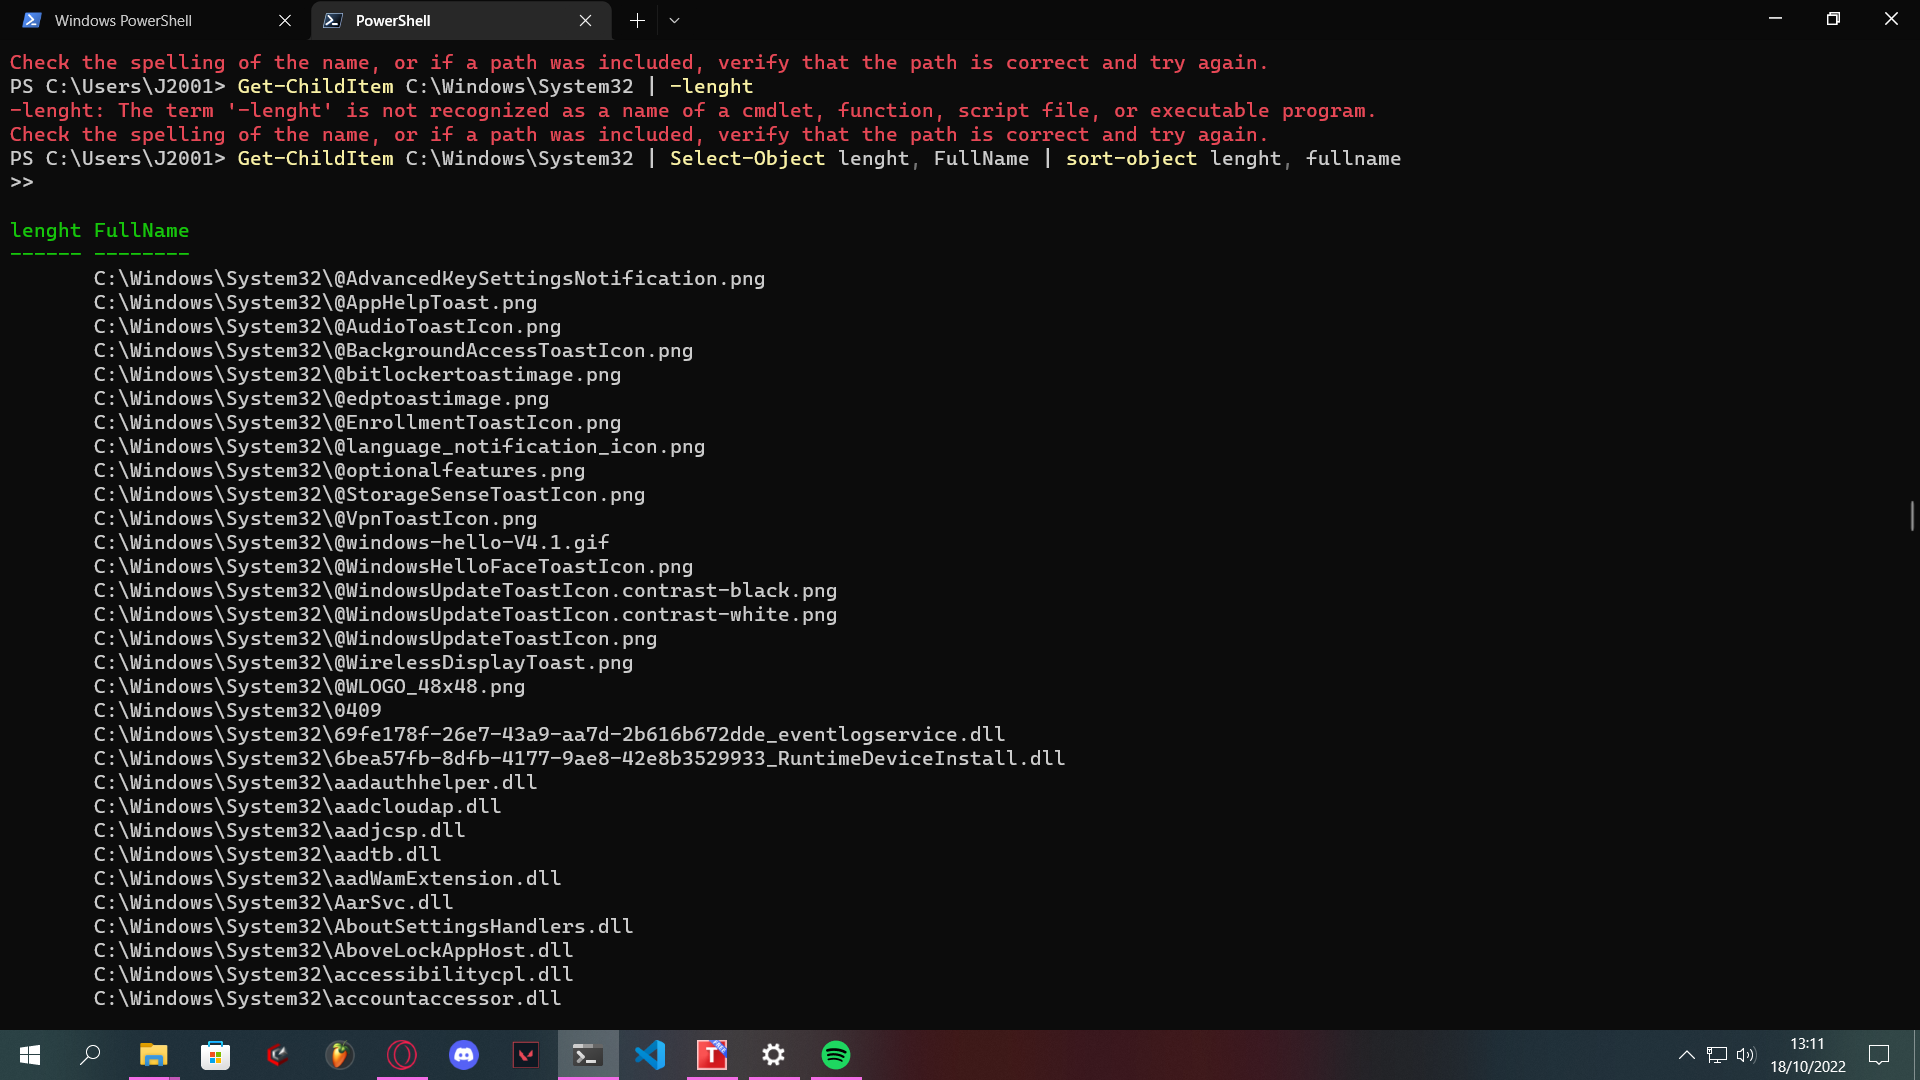 Windows PowerShell
PowerShell
Check the spelling of the name, or if a path was included, verify that the path is correct and try again.
PS C:\Users\J2001> Get-ChildItem C:\Windows\System32 | -lenght
-lenght: The term '-lenght' is not recognized as a name of a cmdlet, function, script file, or executable program.
Check the spelling of the name, or if a path was included, verify that the path is correct and try again.
PS C:\Users\J2001> Get-ChildItem C:\Windows\System32 | Select-Object lenght, FullName | sort-object lenght, fullname
>>
lenght FullName
------ --------
C:\Windows\System32\@AdvancedKeySettingsNotification.png
C:\Windows\System32\@AppHelpToast.png
C:\Windows\System32\@AudioToastIcon.png
C:\Windows\System32\@BackgroundAccessToastIcon.png
C:\Windows\System32\@bitlockertoastimage.png
C:\Windows\System32\@edptoastimage.png
C:\Windows\System32\@EnrollmentToastIcon.png
C:\Windows\System32\@language_notification_icon.png
C:\Windows\System32\@optionalfeatures.png
C:\Windows\System32\@StorageSenseToastIcon.png
C:\Windows\System32\@VpnToastIcon.png
C:\Windows\System32\@windows-hello-V4.1.gif
C:\Windows\System32\@WindowsHelloFaceToastIcon.png
C:\Windows\System32\@WindowsUpdateToastIcon.contrast-black.png
C:\Windows\System32\@WindowsUpdateToastIcon.contrast-white.png
C:\Windows\System32\@WindowsUpdateToastIcon.png
C:\Windows\System32\@WirelessDisplayToast.png
C:\Windows\System32\@WLOGO_48x48.png
C:\Windows\System32\0409
C:\Windows\System32\69fe178f-26e7-43a9-aa7d-2b616b672dde_eventlogservice.dll
C:\Windows\System32\6bea57fb-8dfb-4177-9ae8-42e8b3529933_RuntimeDeviceInstall.dll
C:\Windows\System32\aadauthhelper.dll
C:\Windows\System32\aadcloudap.dll
C:\Windows\System32\aadjcsp.dll
C:\Windows\System32\aadtb.dll
C:\Windows\System32\aadWamExtension.dll
C:\Windows\System32\AarSvc.dll
C:\Windows\System32\AboutSettingsHandlers.dll
C:\Windows\System32\AboveLockAppHost.dll
C:\Windows\System32\accessibilitycpl.dll
C:\Windows\System32\accountaccessor.dll
13:11
18/10/2022